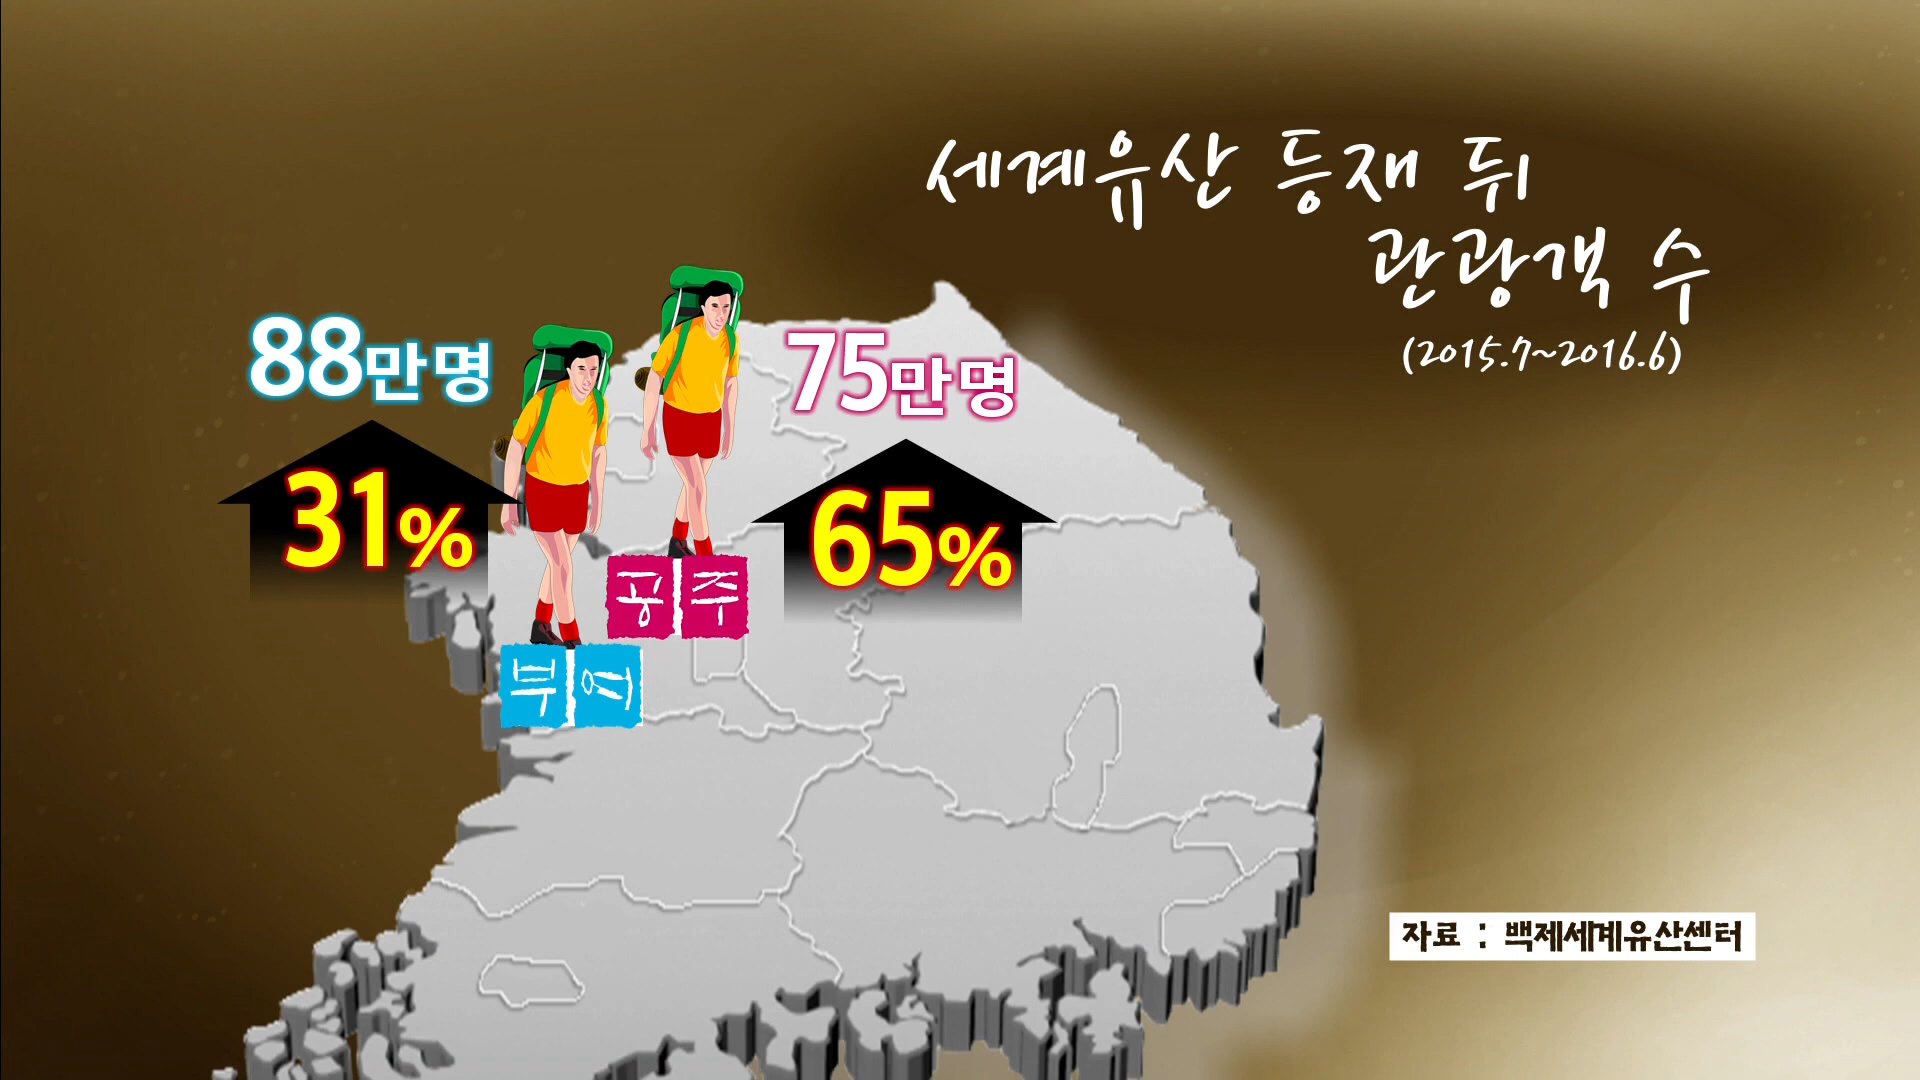 세계유산 등재 뒤
관광객 수
(2015.7~2016.6)
88만명
31%
부여
75만명
65%
공주
자료 : 백제세계유산센터